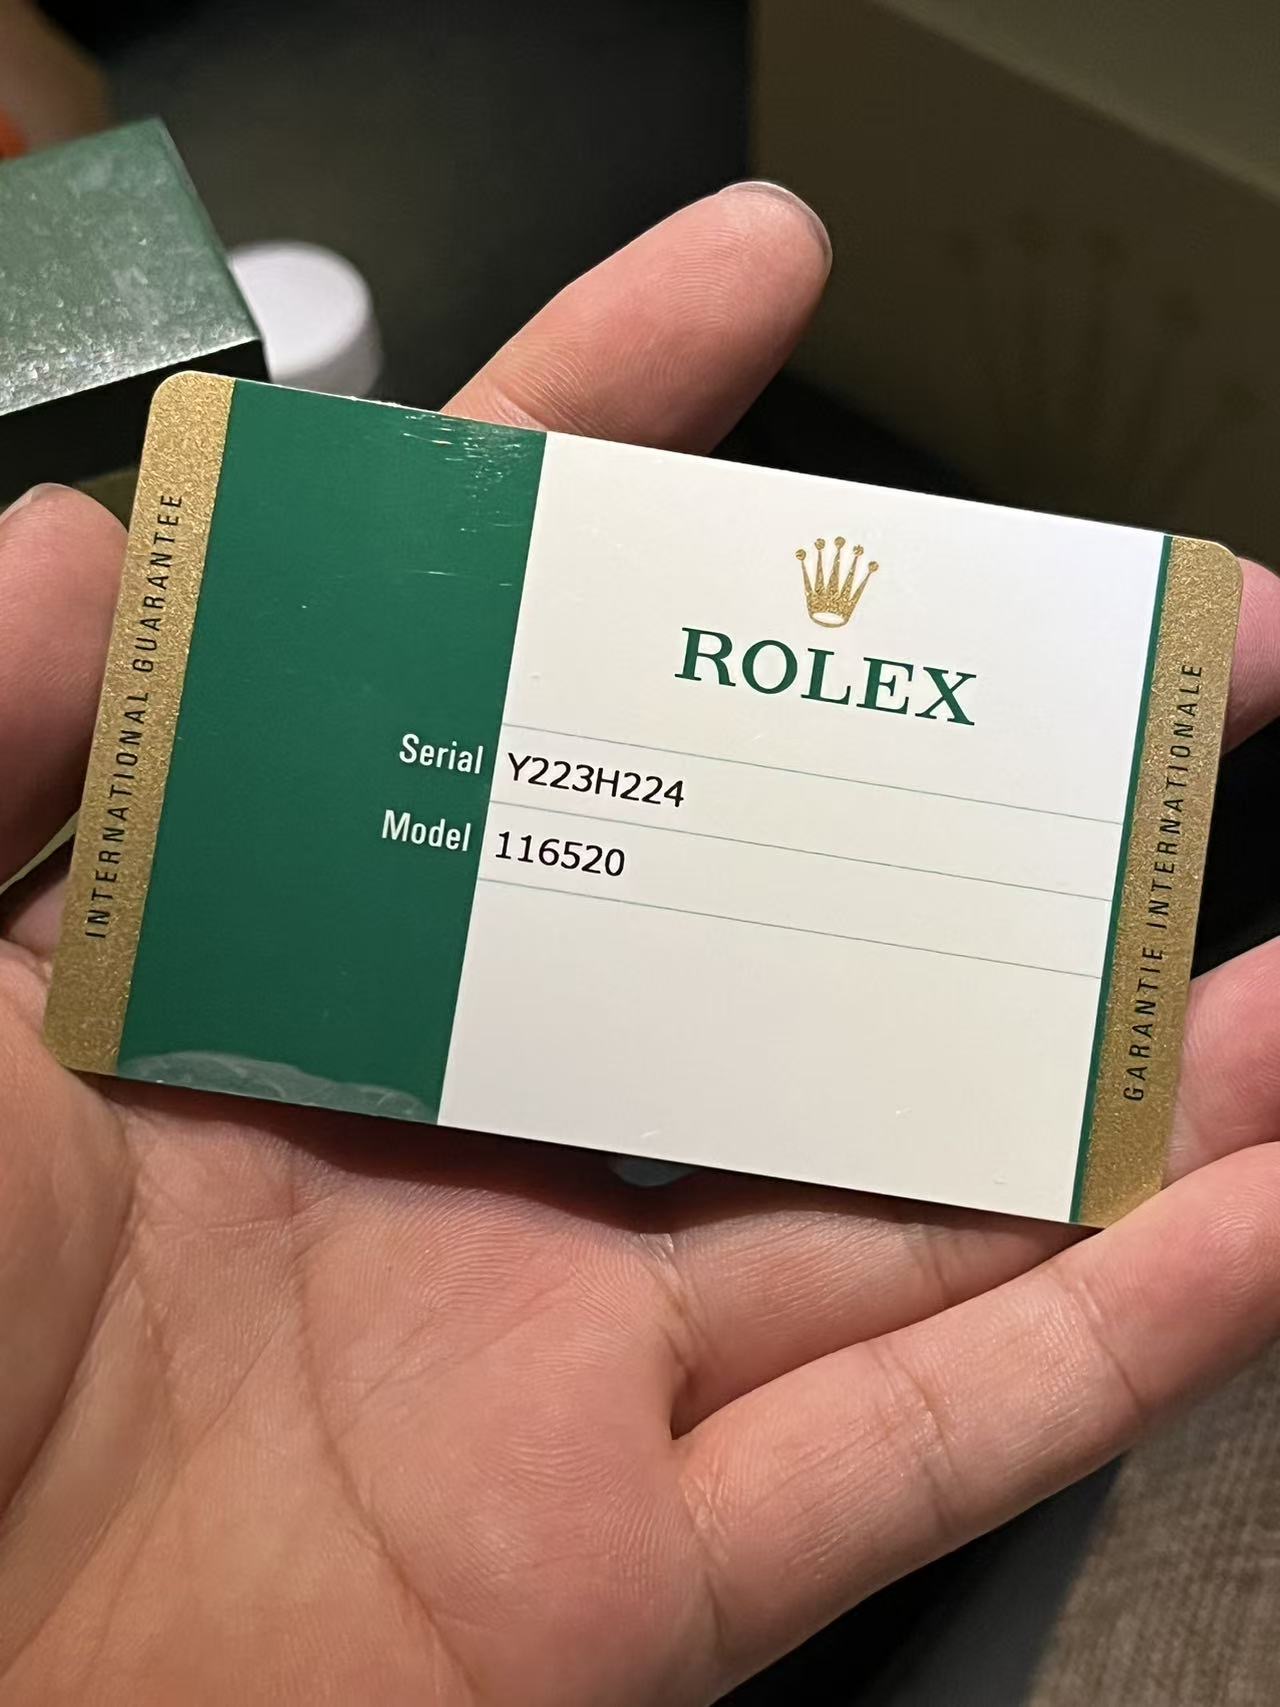 INTERNATIONAL GUARANTEE
ROLEX
Serial Y223H224
Model 116520
GARANTIE INTERNATIONALE